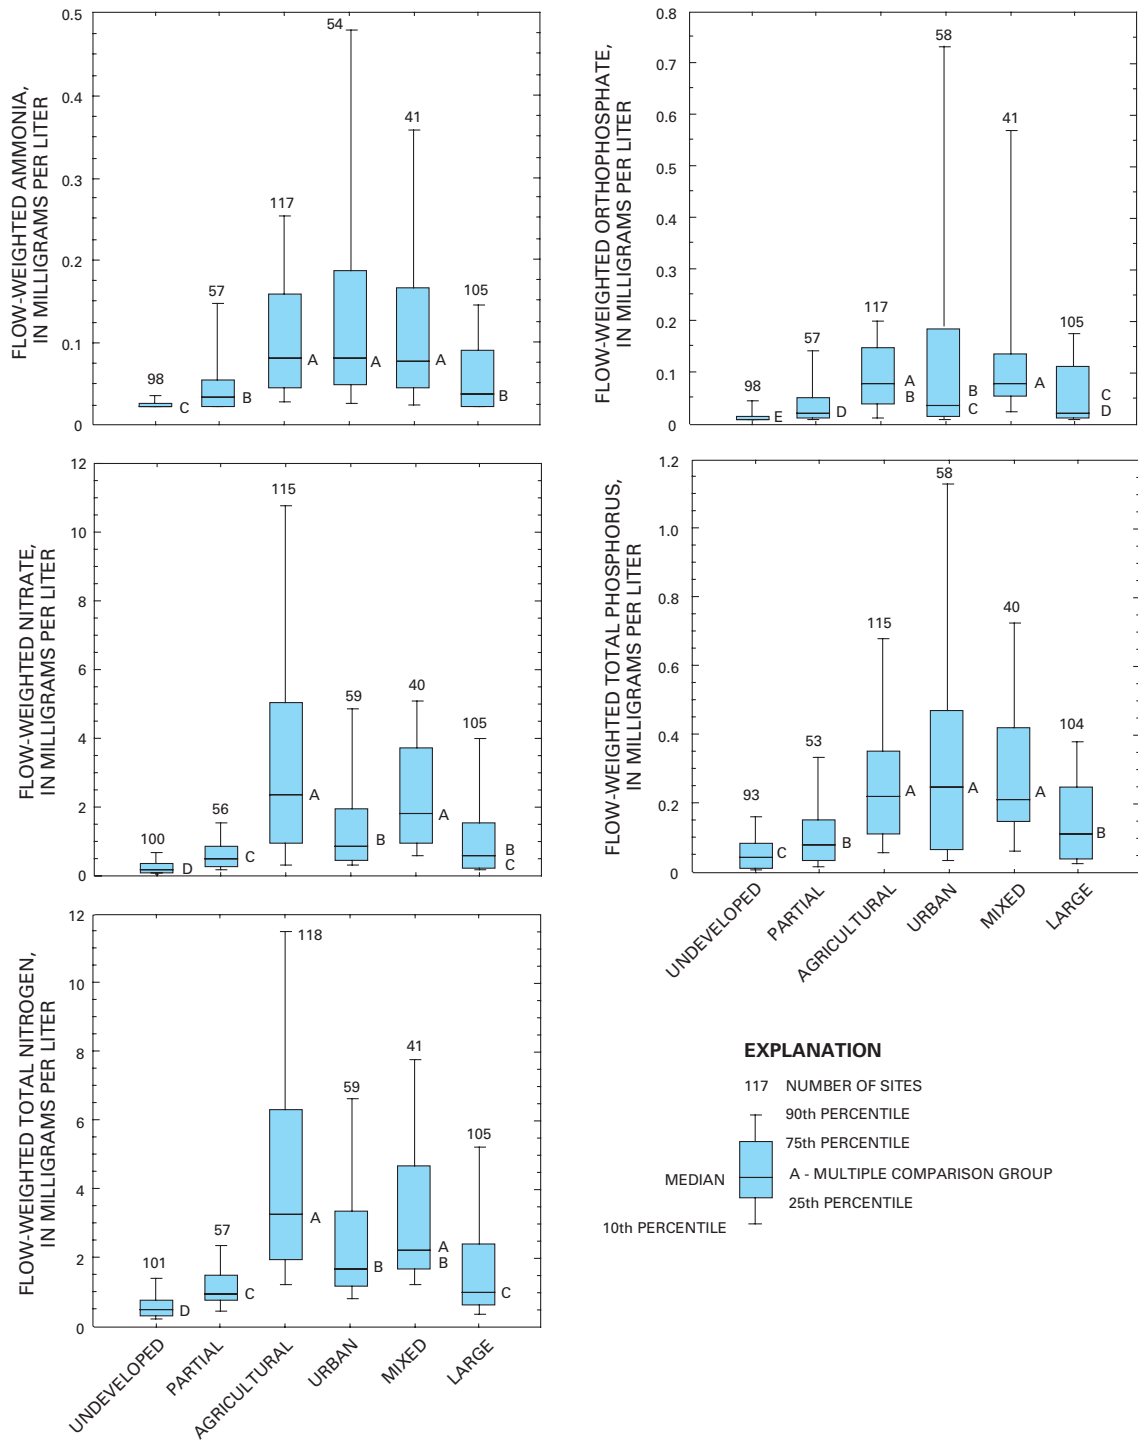 FLOW-WEIGHTED AMMONIA,
IN MILLIGRAMS PER LITER
0.5
0.4
0.3
0.2
0.1
0
98
C
57
B
117
A
54
A
41
A
105
B
FLOW-WEIGHTED ORTHOPHOSPHATE,
IN MILLIGRAMS PER LITER
0.8
0.7
0.6
0.5
0.4
0.3
0.2
0.1
0
98
E
57
D
117
A
B
58
B
C
41
A
105
C
D
FLOW-WEIGHTED NITRATE,
IN MILLIGRAMS PER LITER
12
10
8
6
4
2
0
100
D
56
C
115
A
59
B
40
A
105
B
C
FLOW-WEIGHTED TOTAL PHOSPHORUS,
IN MILLIGRAMS PER LITER
1.2
1.0
0.8
0.6
0.4
0.2
0
93
C
53
B
115
A
58
A
40
A
104
B
UNDEVELOPED
PARTIAL
AGRICULTURAL
URBAN
MIXED
LARGE
FLOW-WEIGHTED TOTAL NITROGEN,
IN MILLIGRAMS PER LITER
12
10
8
6
4
2
0
101
D
57
C
118
A
59
B
41
A
B
105
C
UNDEVELOPED
PARTIAL
AGRICULTURAL
URBAN
MIXED
LARGE
EXPLANATION
117 NUMBER OF SITES
90th PERCENTILE
75th PERCENTILE
A - MULTIPLE COMPARISON GROUP
MEDIAN
25th PERCENTILE
10th PERCENTILE